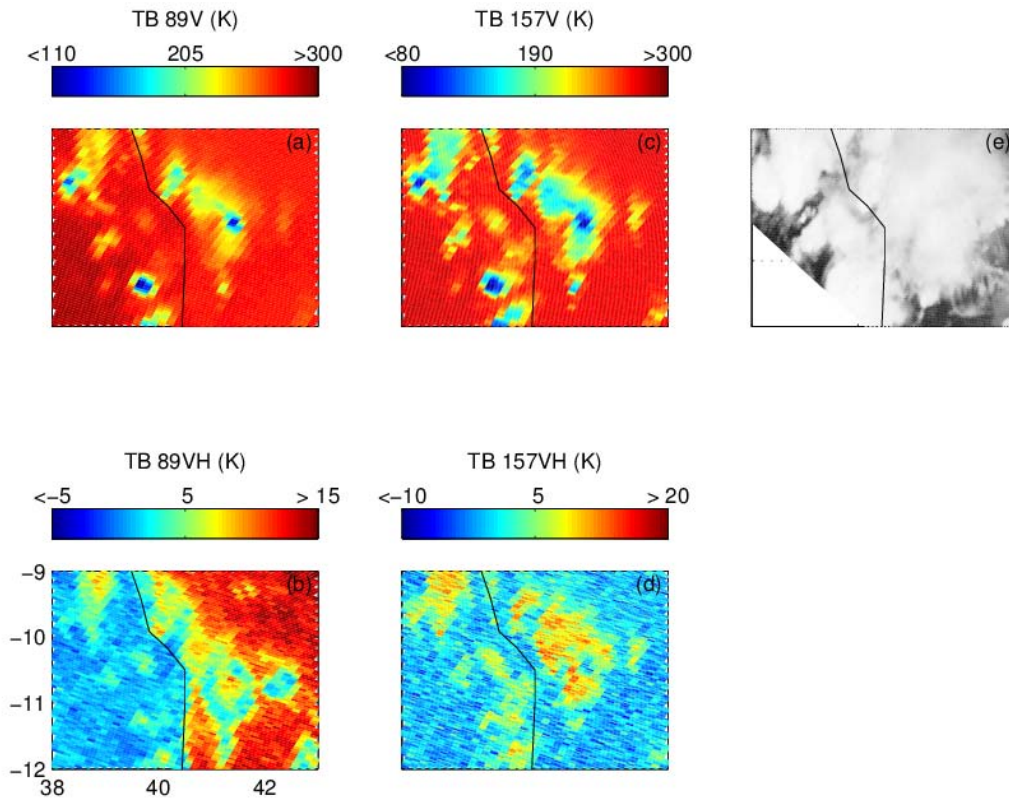 TB 89V (K)
<110 205 >300
(a)
TB 157V (K)
<80 190 >300
(c)
(e)
TB 89VH (K)
<−5 5 > 15
−9
−10
−11
−12
38 40 42
(b)
TB 157VH (K)
<−10 5 > 20
(d)